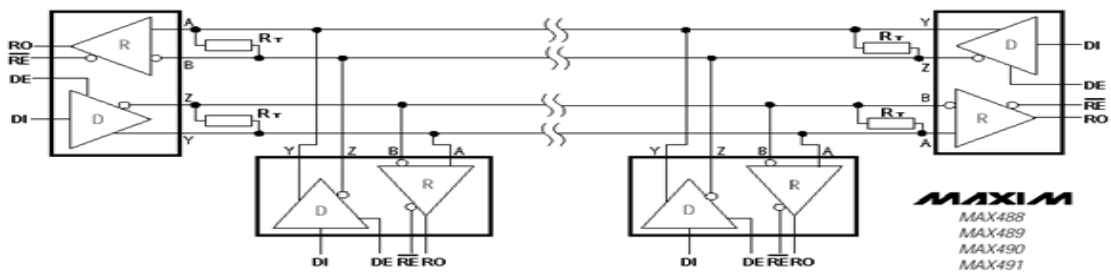 A Y
RT RT
RO R D DI
RE B Z
DE DE
Z B RE
DI D RT RT R RO
Y A
Y Z B A Y Z B A
D R D R
DI DE RE RO DI DE RE RO
MAXIM
MAX488
MAX489
MAX490
MAX491